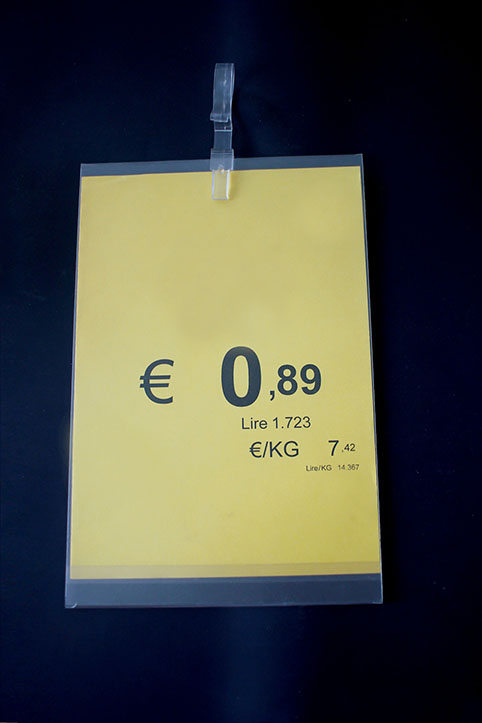 € 0,89
Lire 1.723
€/KG 7,42
Lire/KG 14.367